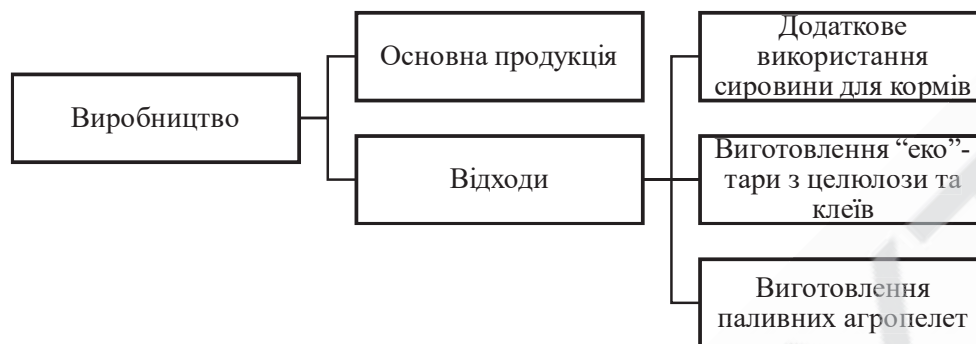 Виробництво
Основна продукція
Відходи
Додаткове
використання
сировини для кормів
Виготовлення “еко”-
тари з целюлози та
клеїв
Виготовлення
паливних агропелет